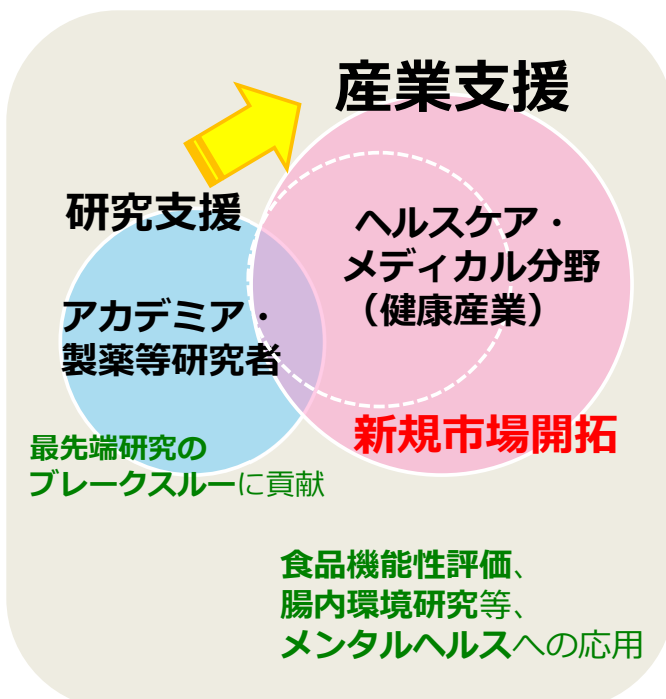 産業支援
研究支援
ヘルスケア・
メディカル分野
(健康産業)
アカデミア・
製薬等研究者
新規市場開拓
最先端研究の
ブレークスルーに貢献
食品機能性評価、
腸内環境研究等、
メンタルヘルスへの応用